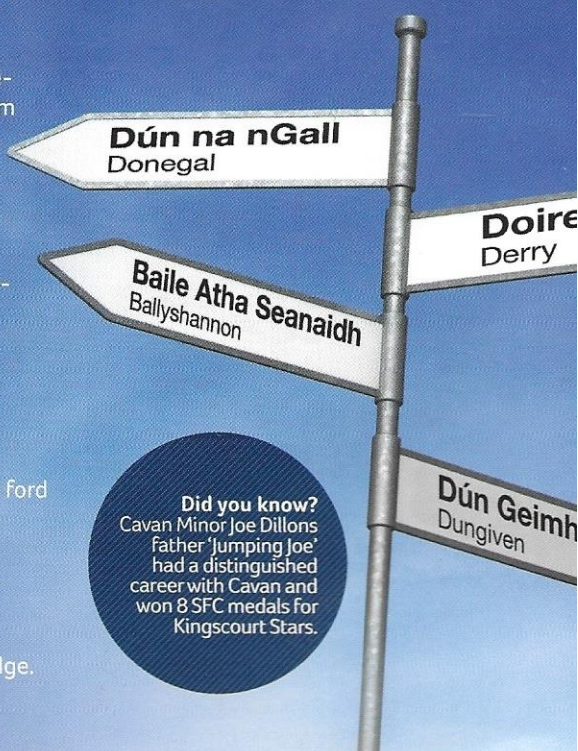 Dún na nGall
Donegal
Doire
Derry
Baile Atha Seanaidh
Ballyshannon
ford
Did you know?
Cavan Minor Joe Dillons
father 'Jumping Joe'
had a distinguished
career with Cavan and
won 8 SFC medals for
Kingscourt Stars.
Dún Geimh
Dungiven